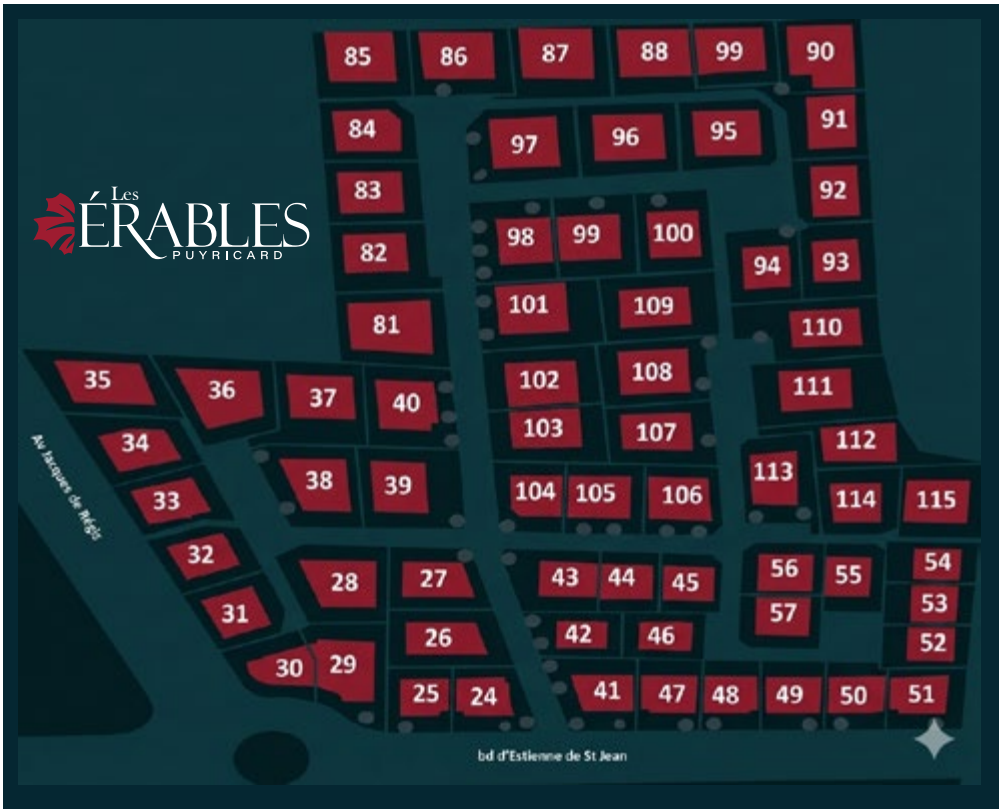 85 86 87 88 99 90
84 97 96 95 91
83 92
Les
ÉRABLES
PUYRICARD
82 98 99 100 94 93
81 101 109 110
35 36 37 40 102 108 111
34 103 107 112
33 38 39 104 105 106 113 114 115
Av Jacques de Régis
32 28 27 43 44 45 56 55 54
31 57 53
26 42 46 52
30 29 25 24 41 47 48 49 50 51
bd d'Estienne de St Jean